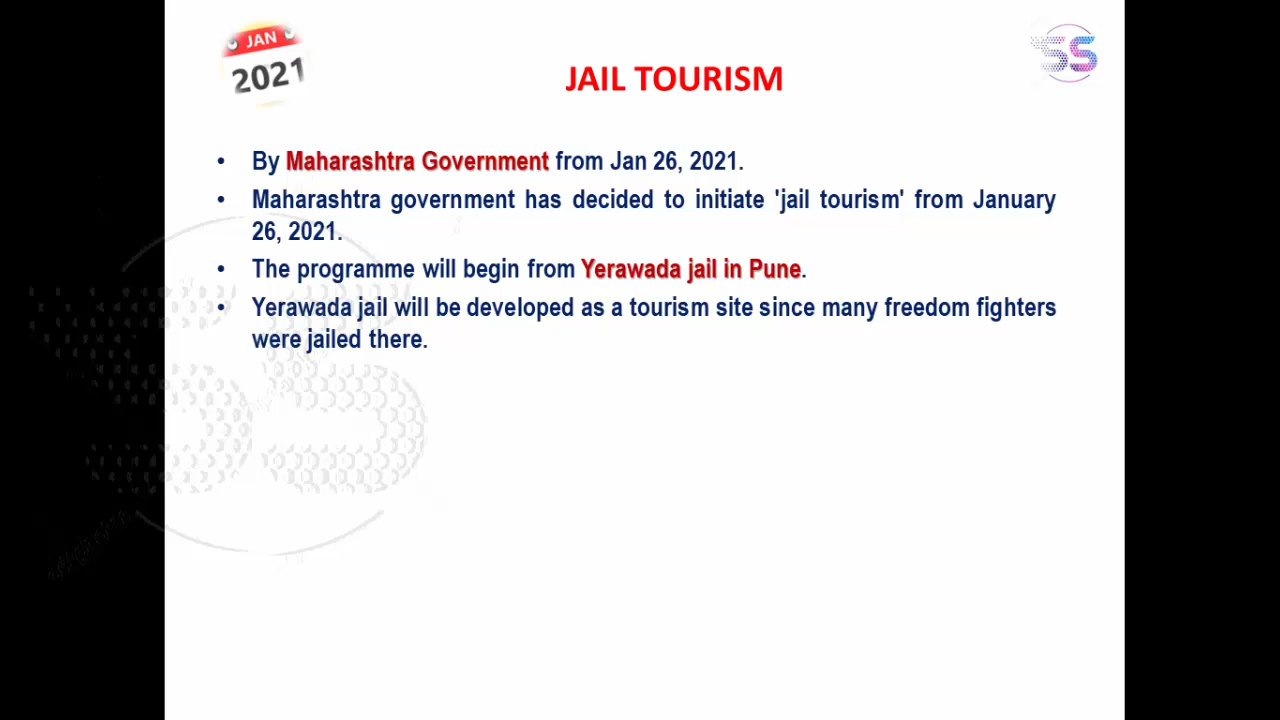 JAN
2021
SS
JAIL TOURISM
• By Maharashtra Government from Jan 26, 2021.
• Maharashtra government has decided to initiate 'jail tourism' from January
26, 2021.
• The programme will begin from Yerawada jail in Pune.
• Yerawada jail will be developed as a tourism site since many freedom fighters
were jailed there.